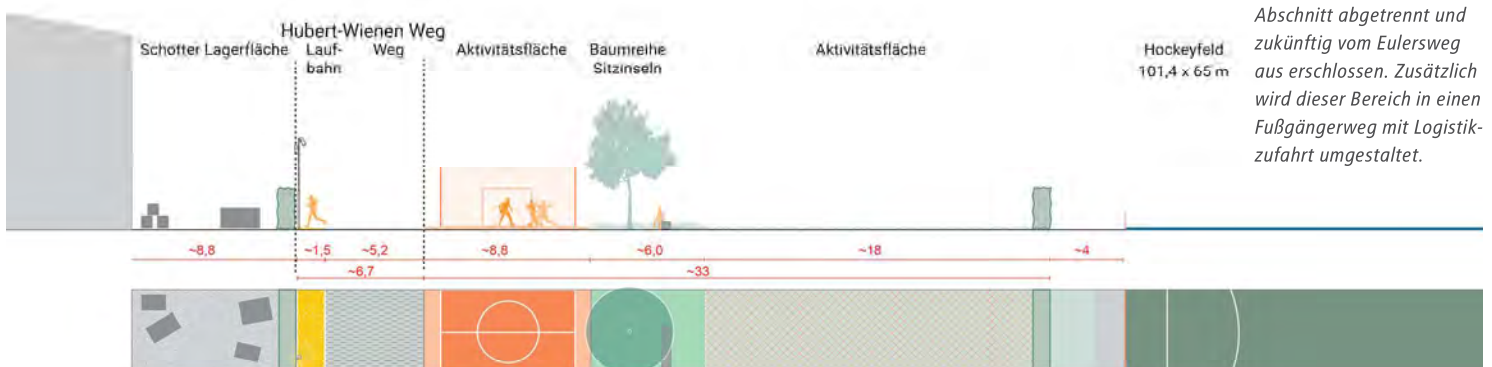 Hubert-Wienen Weg
Schotter Lagerfläche
Lauf-
bahn
Weg
Aktivitätsfläche
Baumreihe
Sitzinseln
Aktivitätsfläche
Hockeyfeld
101,4 x 65 m
Abschnitt abgetrennt und
zukünftig vom Eulersweg
aus erschlossen. Zusätzlich
wird dieser Bereich in einen
Fußgängerweg mit Logistik-
zufahrt umgestaltet.
~8,8
~1,5
~5,2
~8,8
~6,0
~18
~4
~6,7
~33